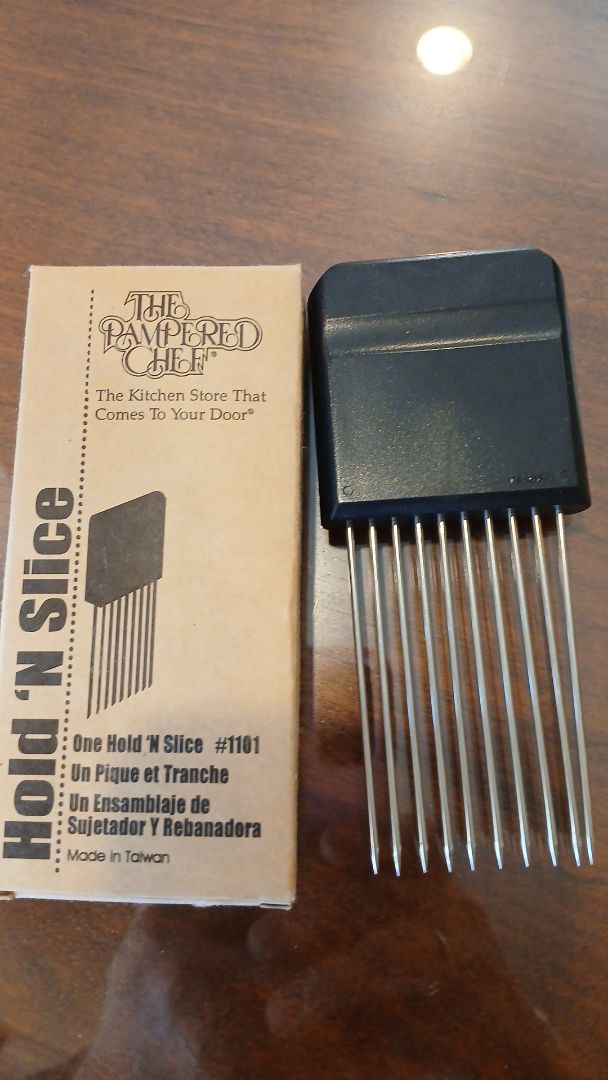 THE
PAMPERED
CHEF®
The Kitchen Store That
Comes To Your Door®
Hold 'N Slice
One Hold 'N Slice #1101
Un Pique et Tranche
Un Ensamblaje de
Sujetador Y Rebanadora
Made in Taiwan